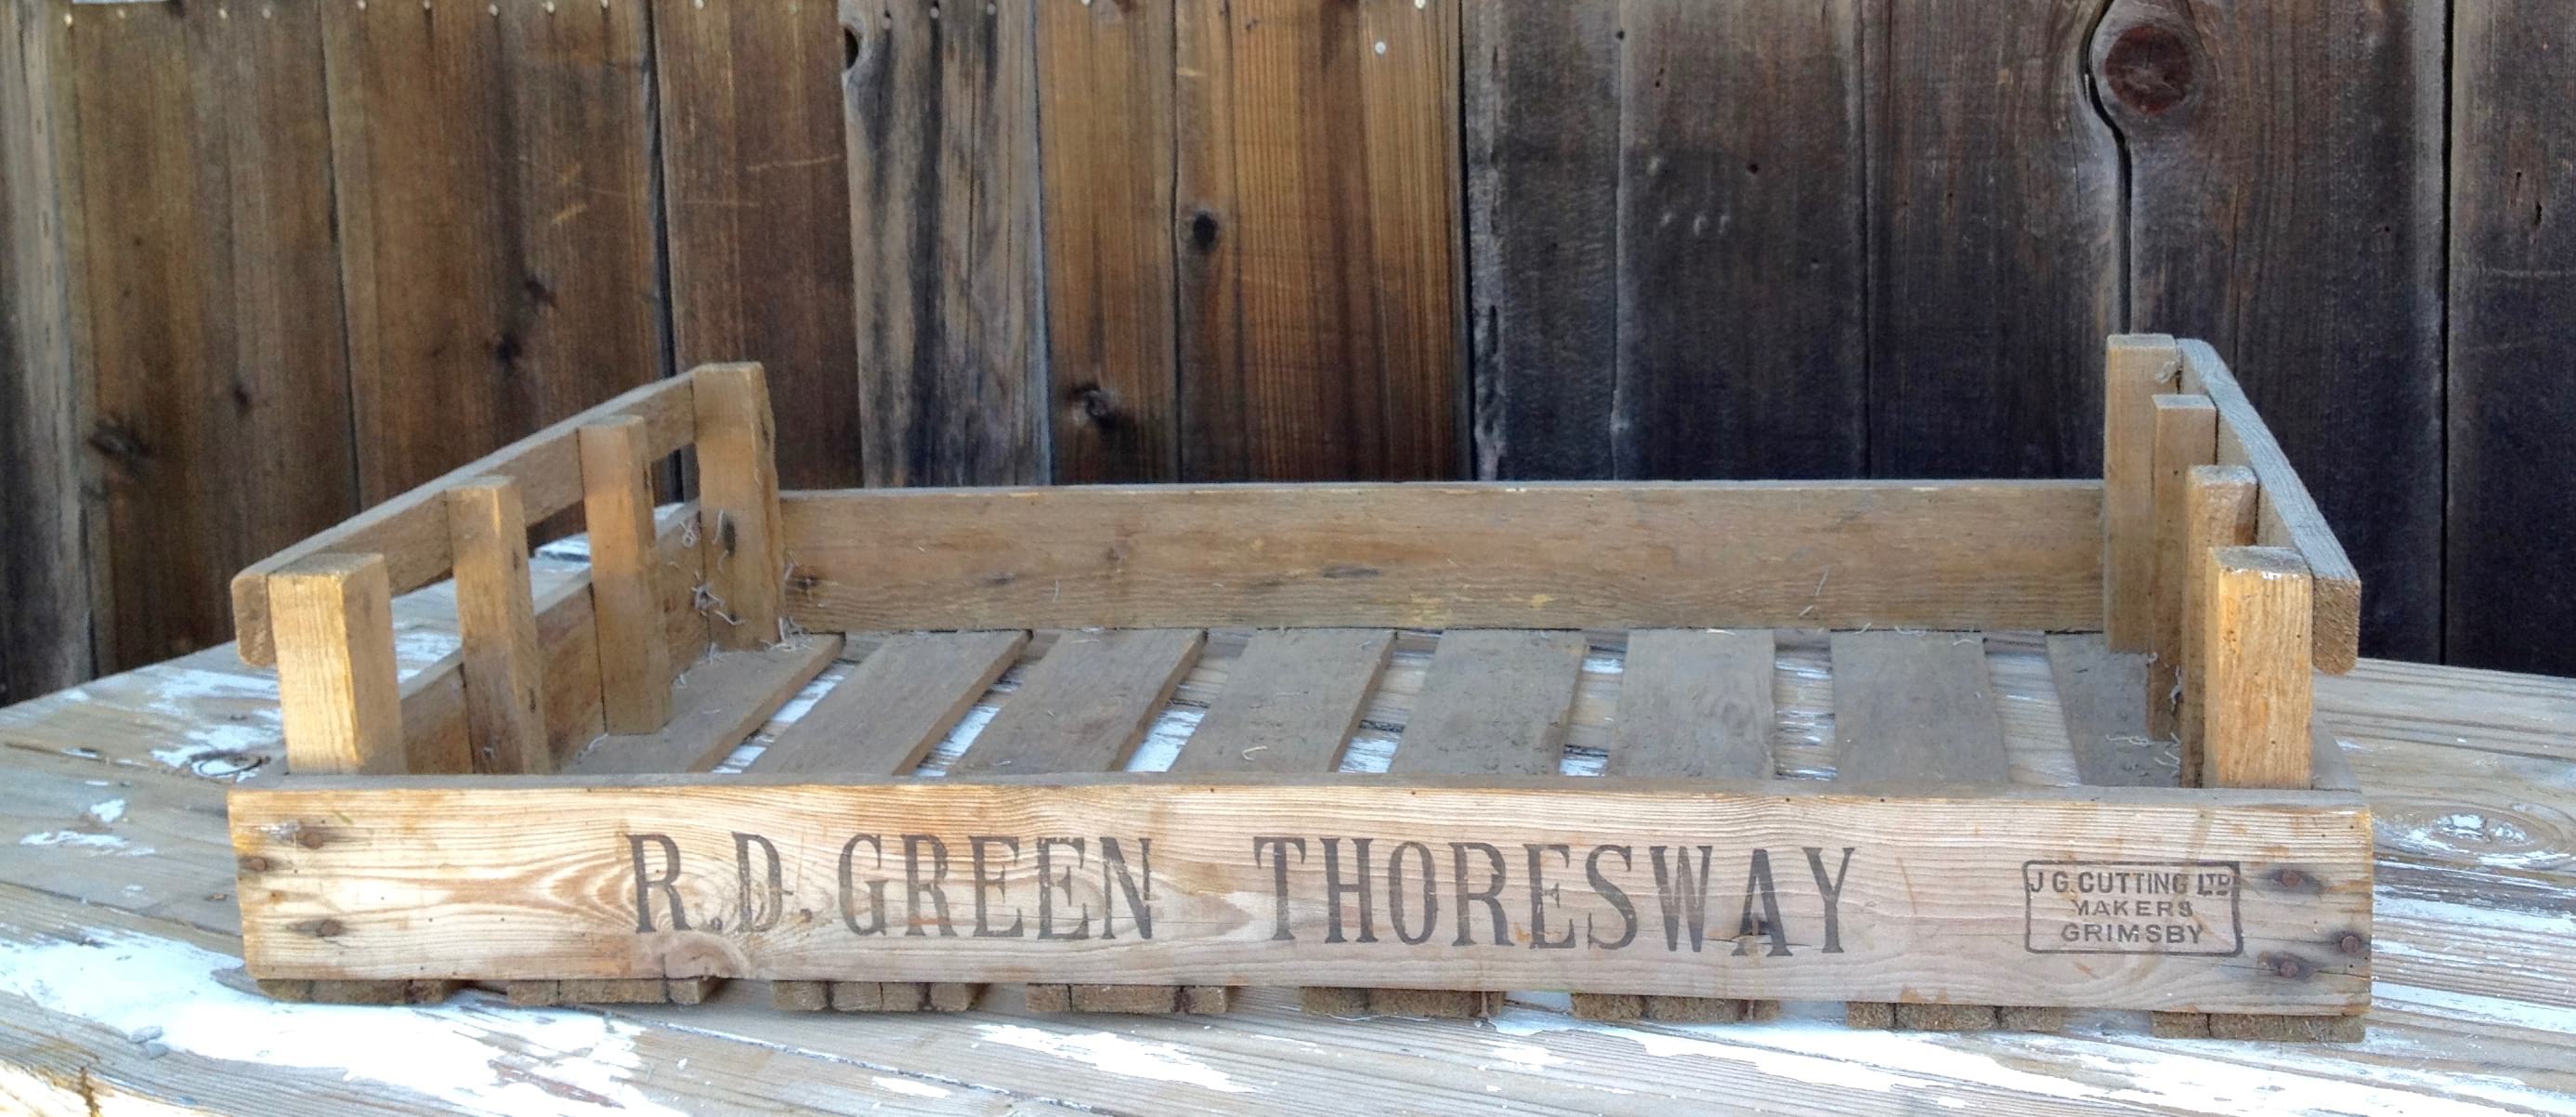 R.D.GREEN THORESWAY
J G.CUTTING LTD
MAKERS
GRIMSBY